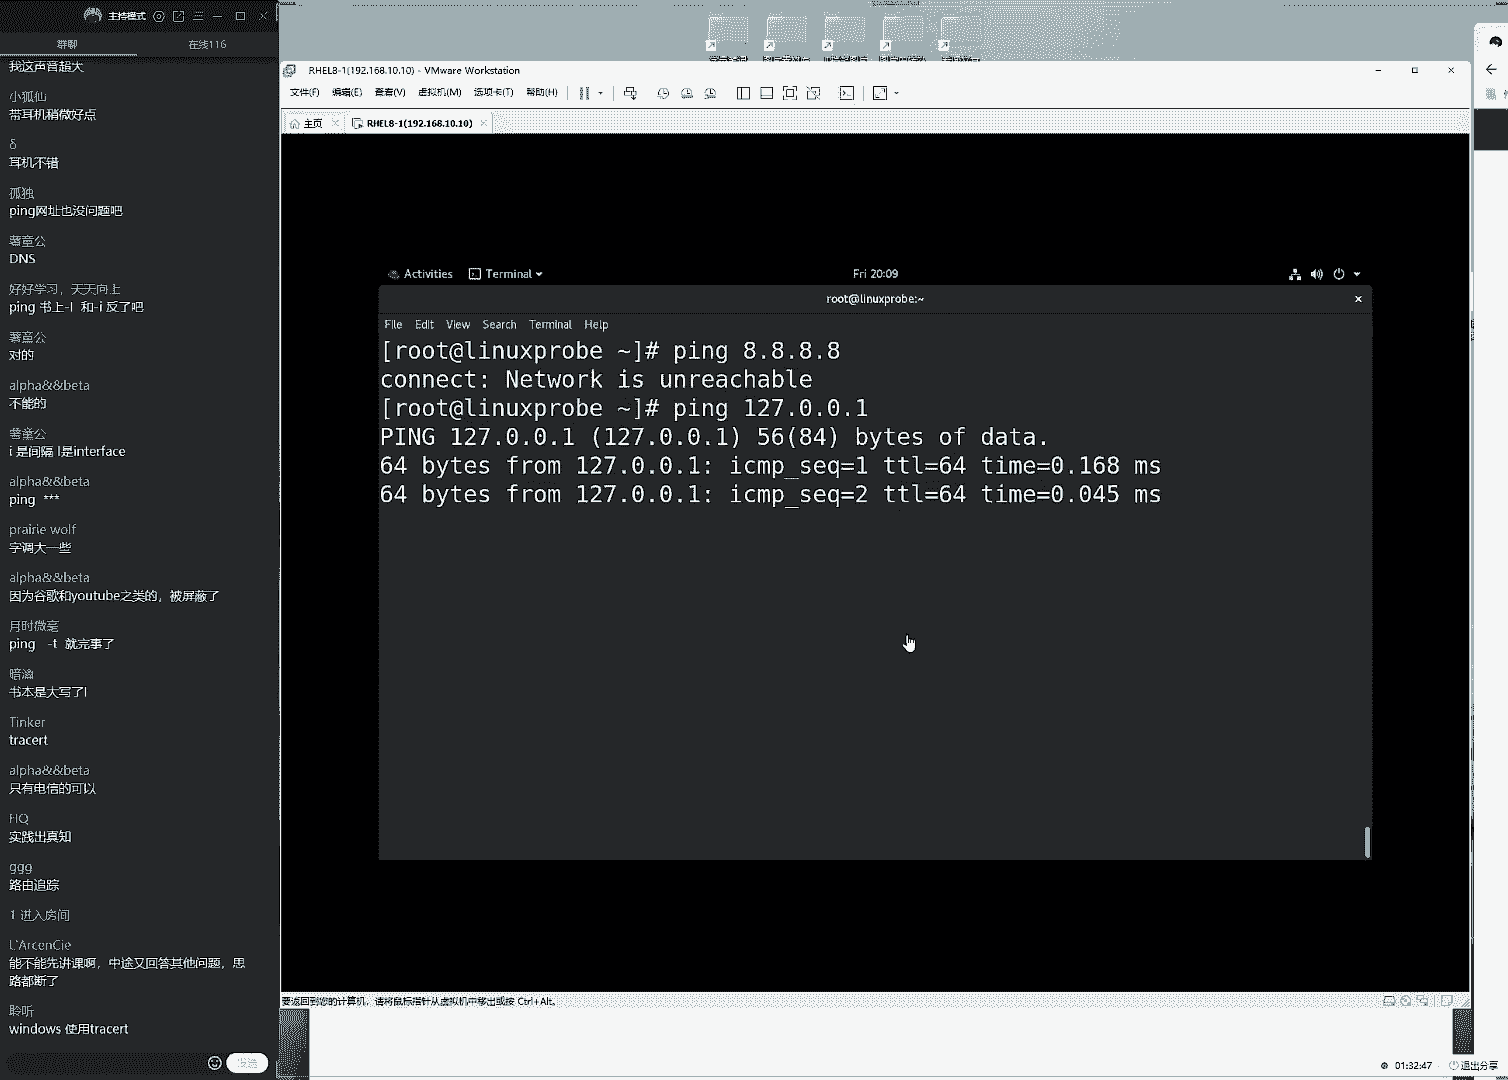 主持模式
群聊
在线116
我这声音超大
小狐仙
带耳机稍微好点
δ
耳机不错
孤独
ping网址也没问题吧
DNS
好好学习，天天向上
ping 书上-I 和-i 反了吧
对的
alpha&&beta
不能的
i 是间隔 I是interface
alpha&&beta
ping ***
prairie wolf
字调大一些
alpha&&beta
因为谷歌和youtube之类的，被屏蔽了
ping -t 就完事了
书本是大写了I
Tinker
tracert
alpha&&beta
只有电信的可以
实践出真知
ggg
路由追踪
1 进入房间
L'ArcenCie
能不能先讲课啊，中途又回答其他问题，思
路都断了
聆听
windows 使用tracert
发送
RHEL8-1(192.168.10.10) - VMware Workstation
文件(F) 编辑(E) 查看(V) 虚拟机(M) 选项卡(T) 帮助(H)
主页
RHEL8-1(192.168.10.10)
Activities
Terminal
Fri 20:09
root@linuxprobe:~
File Edit View Search Terminal Help
[root@linuxprobe ~]# ping 8.8.8.8
connect: Network is unreachable
[root@linuxprobe ~]# ping 127.0.0.1
PING 127.0.0.1 (127.0.0.1) 56(84) bytes of data.
64 bytes from 127.0.0.1: icmp_seq=1 ttl=64 time=0.168 ms
64 bytes from 127.0.0.1: icmp_seq=2 ttl=64 time=0.045 ms
要返回到您的计算机，请将鼠标指针从虚拟机中移出或按 Ctrl+Alt。
01:32:47
退出分享